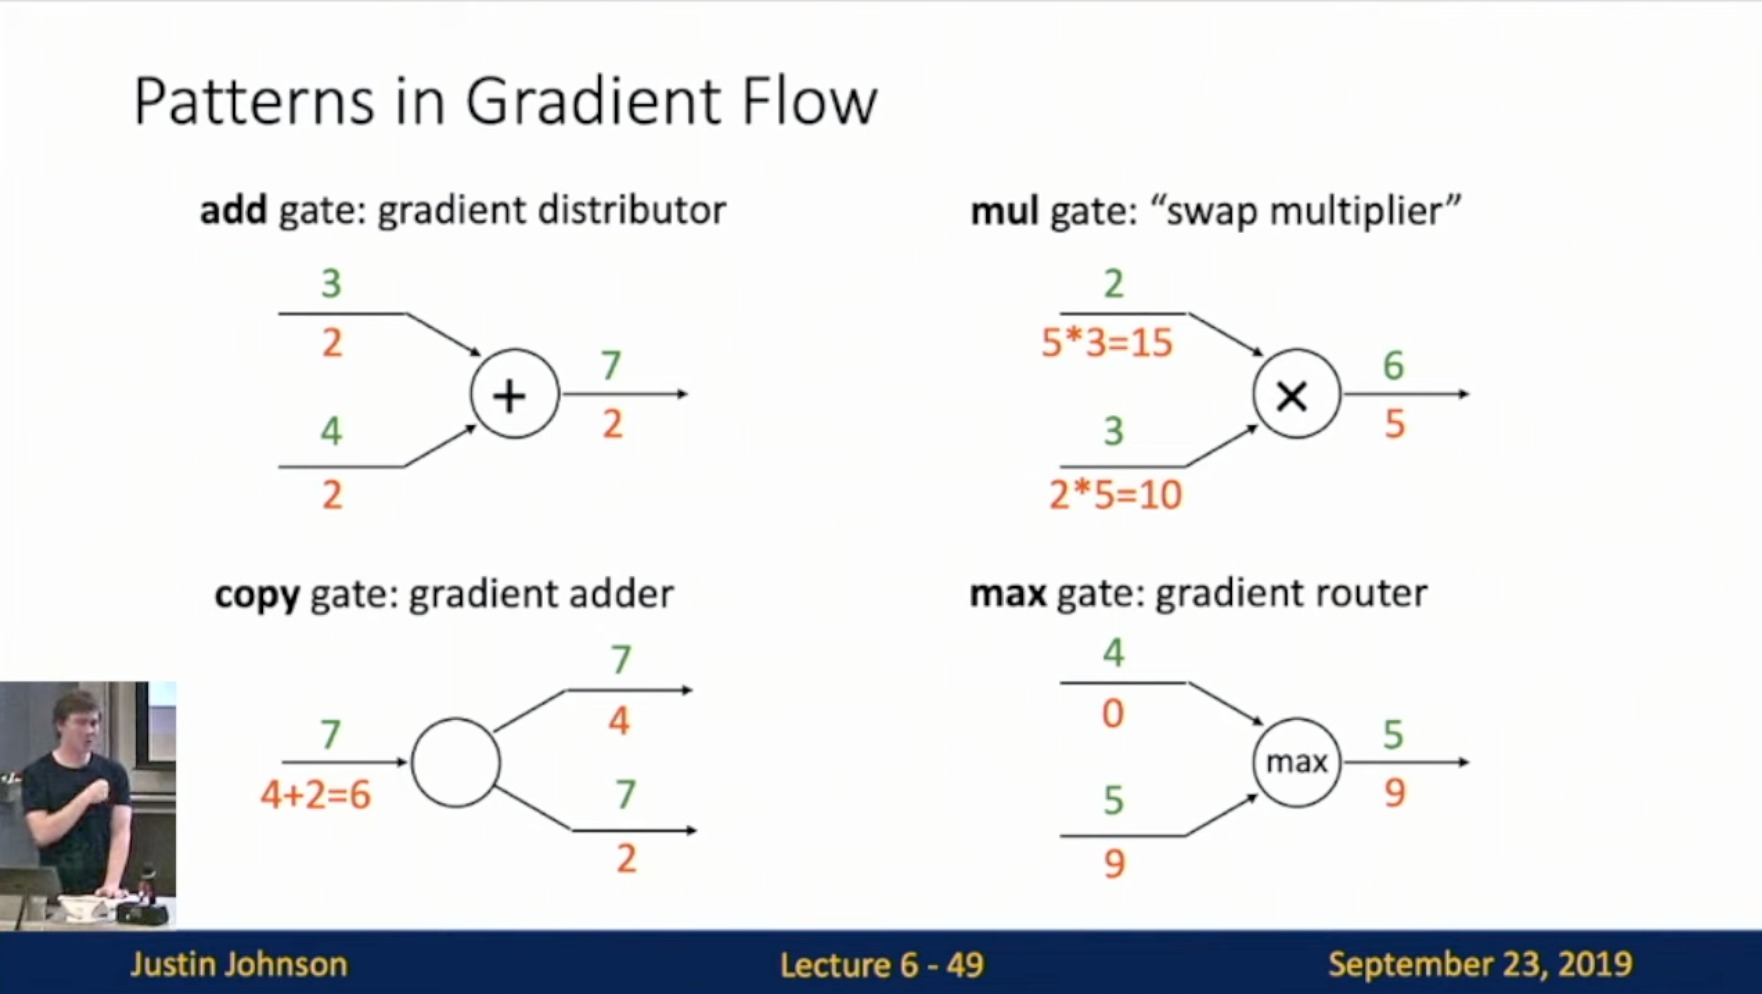 Patterns in Gradient Flow
add gate: gradient distributor
3
2
4
2
+
7
2
mul gate: “swap multiplier”
2
5*3=15
3
2*5=10
×
6
5
copy gate: gradient adder
7
4+2=6
7
4
7
2
max gate: gradient router
4
0
5
9
max
5
9
Justin Johnson
Lecture 6 - 49
September 23, 2019